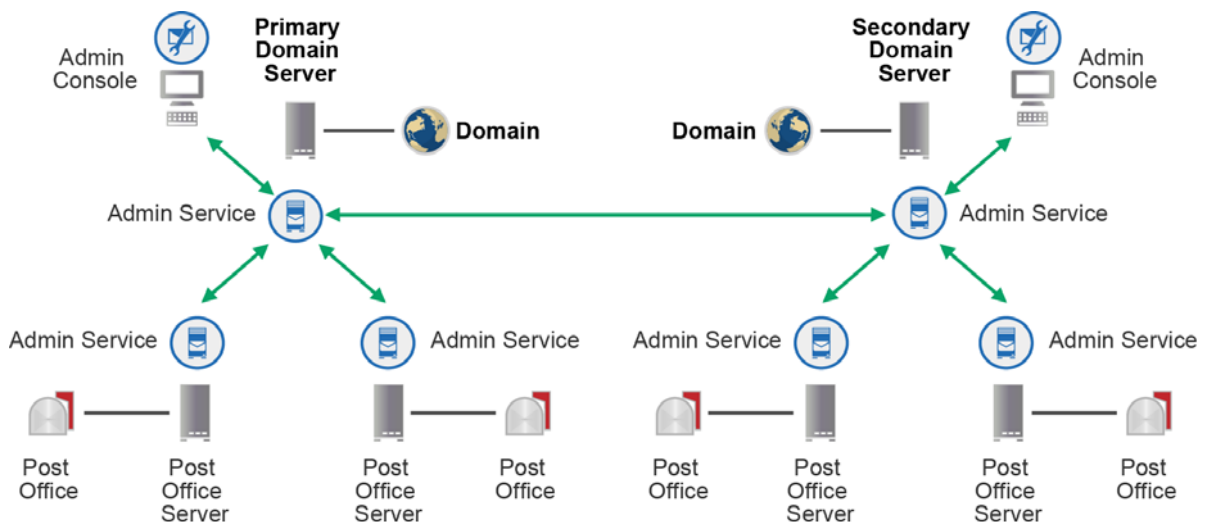 Admin
Console
Primary
Domain
Server
Secondary
Domain
Server
Admin
Console
Domain
Domain
Admin Service
Admin Service
Admin Service
Admin Service
Admin Service
Admin Service
Post
Office
Post
Office
Server
Post
Office
Server
Post
Office
Post
Office
Post
Office
Server
Post
Office
Server
Post
Office